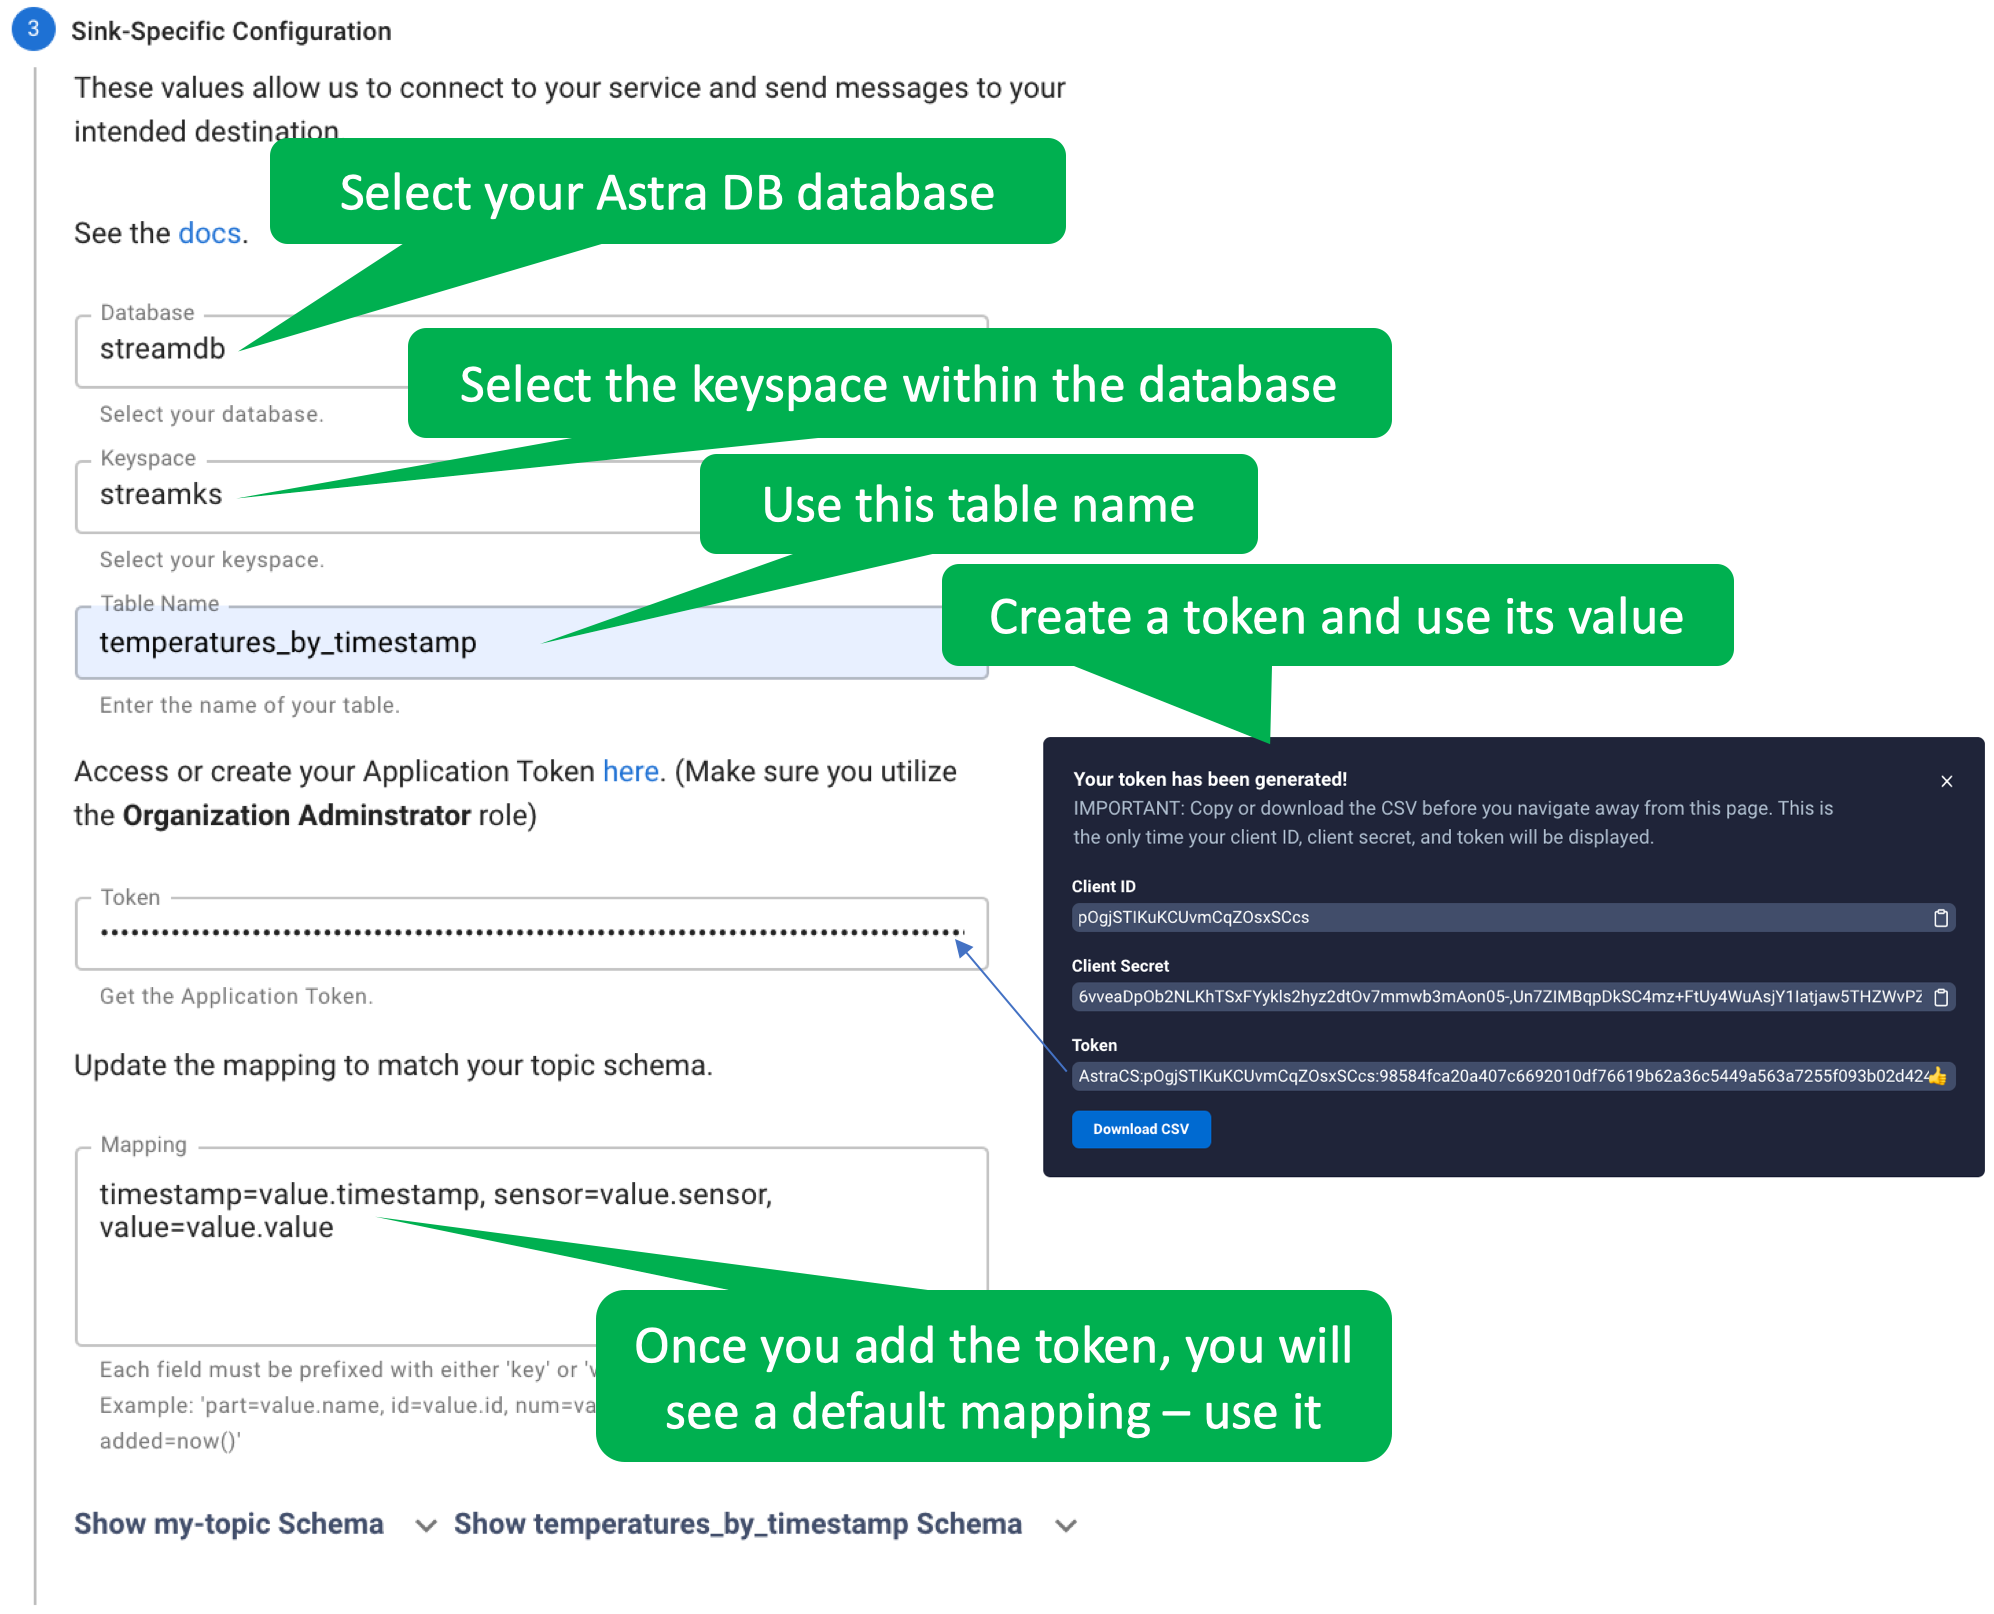 3
Sink-Specific Configuration
These values allow us to connect to your service and send messages to your
intended destination
Select your Astra DB database
See the docs.
Database
streamdb
Select your database.
Select the keyspace within the database
Keyspace
streamks
Select your keyspace.
Use this table name
Table Name
temperatures_by_timestamp
Enter the name of your table.
Create a token and use its value
Access or create your Application Token here. (Make sure you utilize
the Organization Adminstrator role)
Token
Get the Application Token.
Your token has been generated!
IMPORTANT: Copy or download the CSV before you navigate away from this page. This is
the only time your client ID, client secret, and token will be displayed.
Client ID
pOgjSTIKuKCUvmCqZOsxSCcs
Client Secret
6vveaDpOb2NLKhTSxFYykls2hyz2dtOv7mmwb3mAon05-,Un7ZIMBqpDkSC4mz+FtUy4WuAsjY1Iatjaw5THZWvPZ
Token
AstraCS:pOgjSTIKuKCUvmCqZOsxSCcs:98584fca20a407c6692010df76619b62a36c5449a563a7255f093b02d424
Download CSV
Update the mapping to match your topic schema.
Mapping
timestamp=value.timestamp, sensor=value.sensor,
value=value.value
Each field must be prefixed with either 'key' or
Example: 'part=value.name, id=value.id, num=va
added=now()'
Once you add the token, you will
see a default mapping – use it
Show my-topic Schema
Show temperatures_by_timestamp Schema